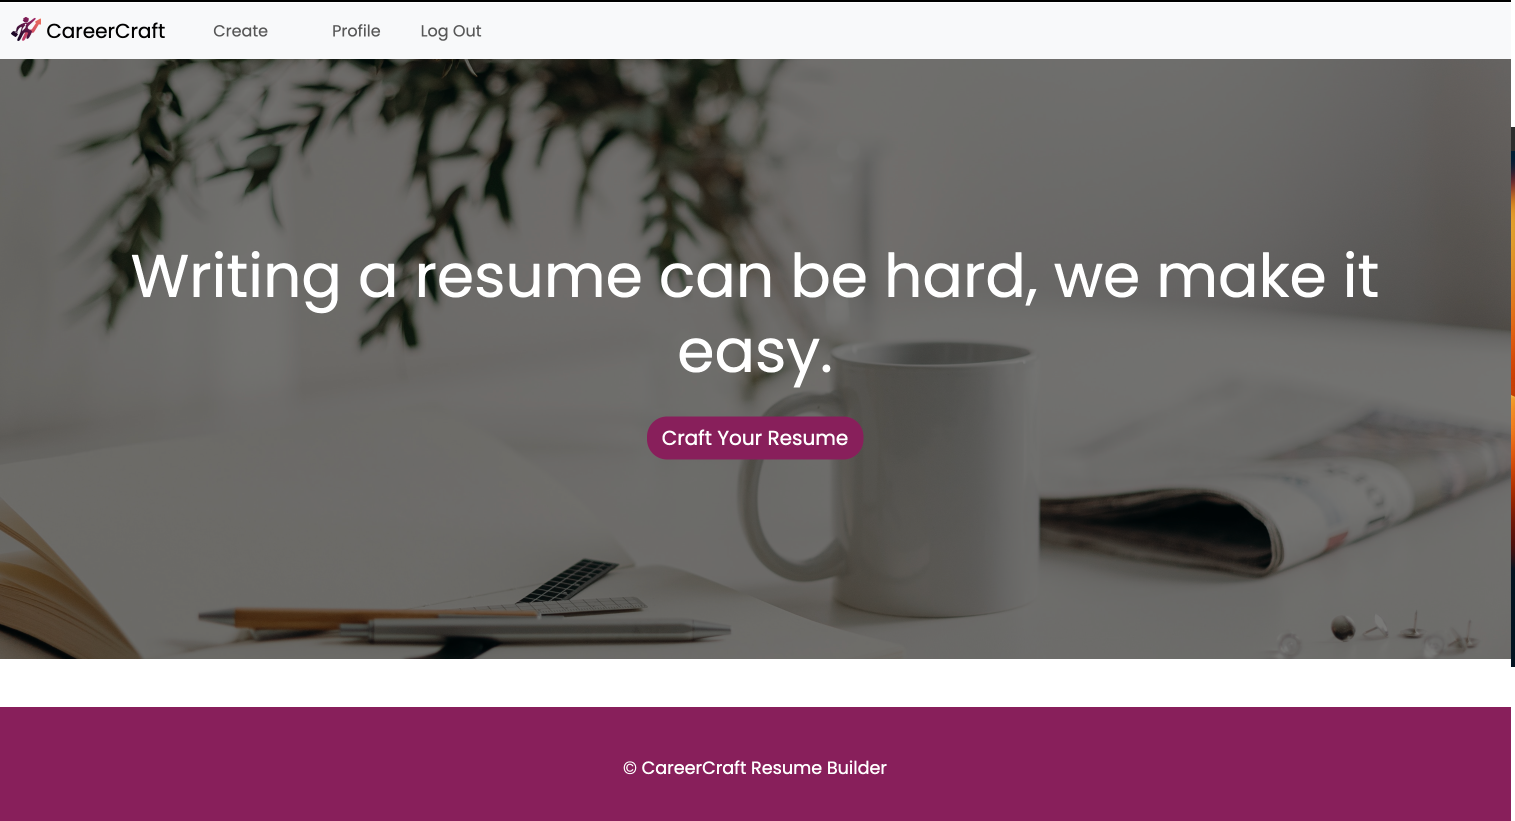 CareerCraft
Create
Profile
Log Out
Writing a resume can be hard, we make it
easy.
Craft Your Resume
© CareerCraft Resume Builder